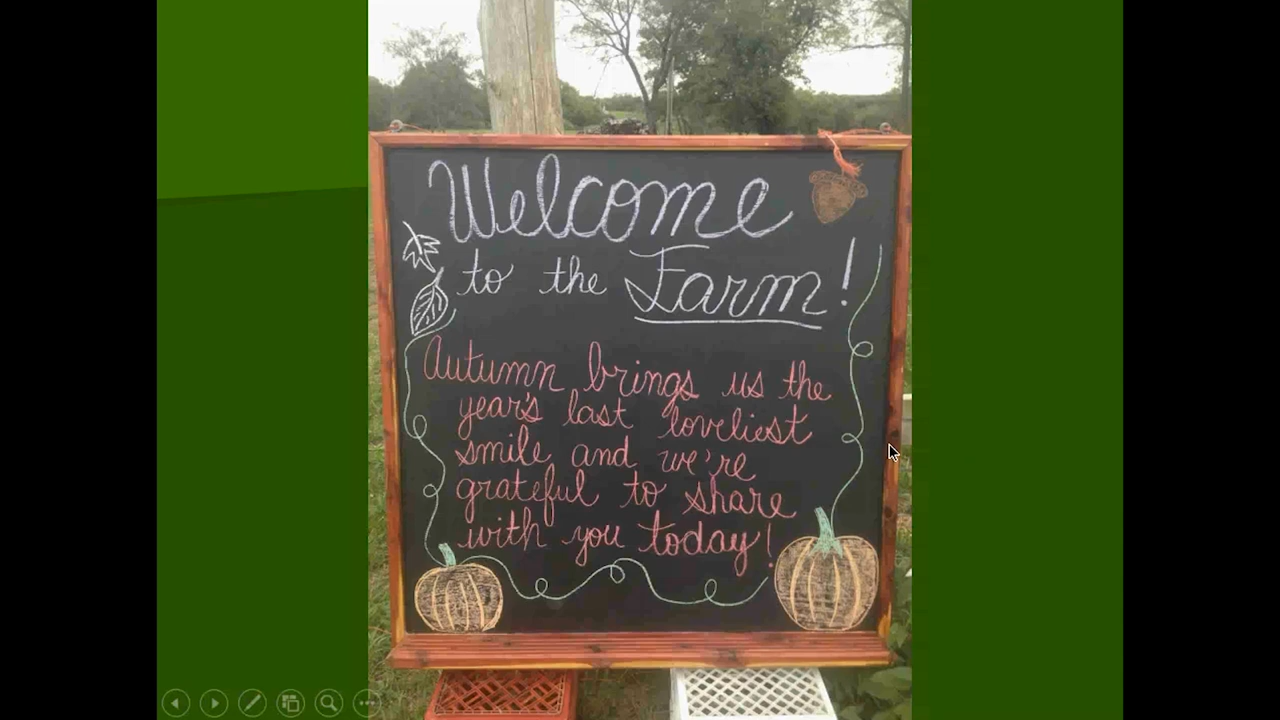 Welcome
to the Farm!
Autumn brings us the
year's last loveliest
smile and we're
grateful to share
with you today!